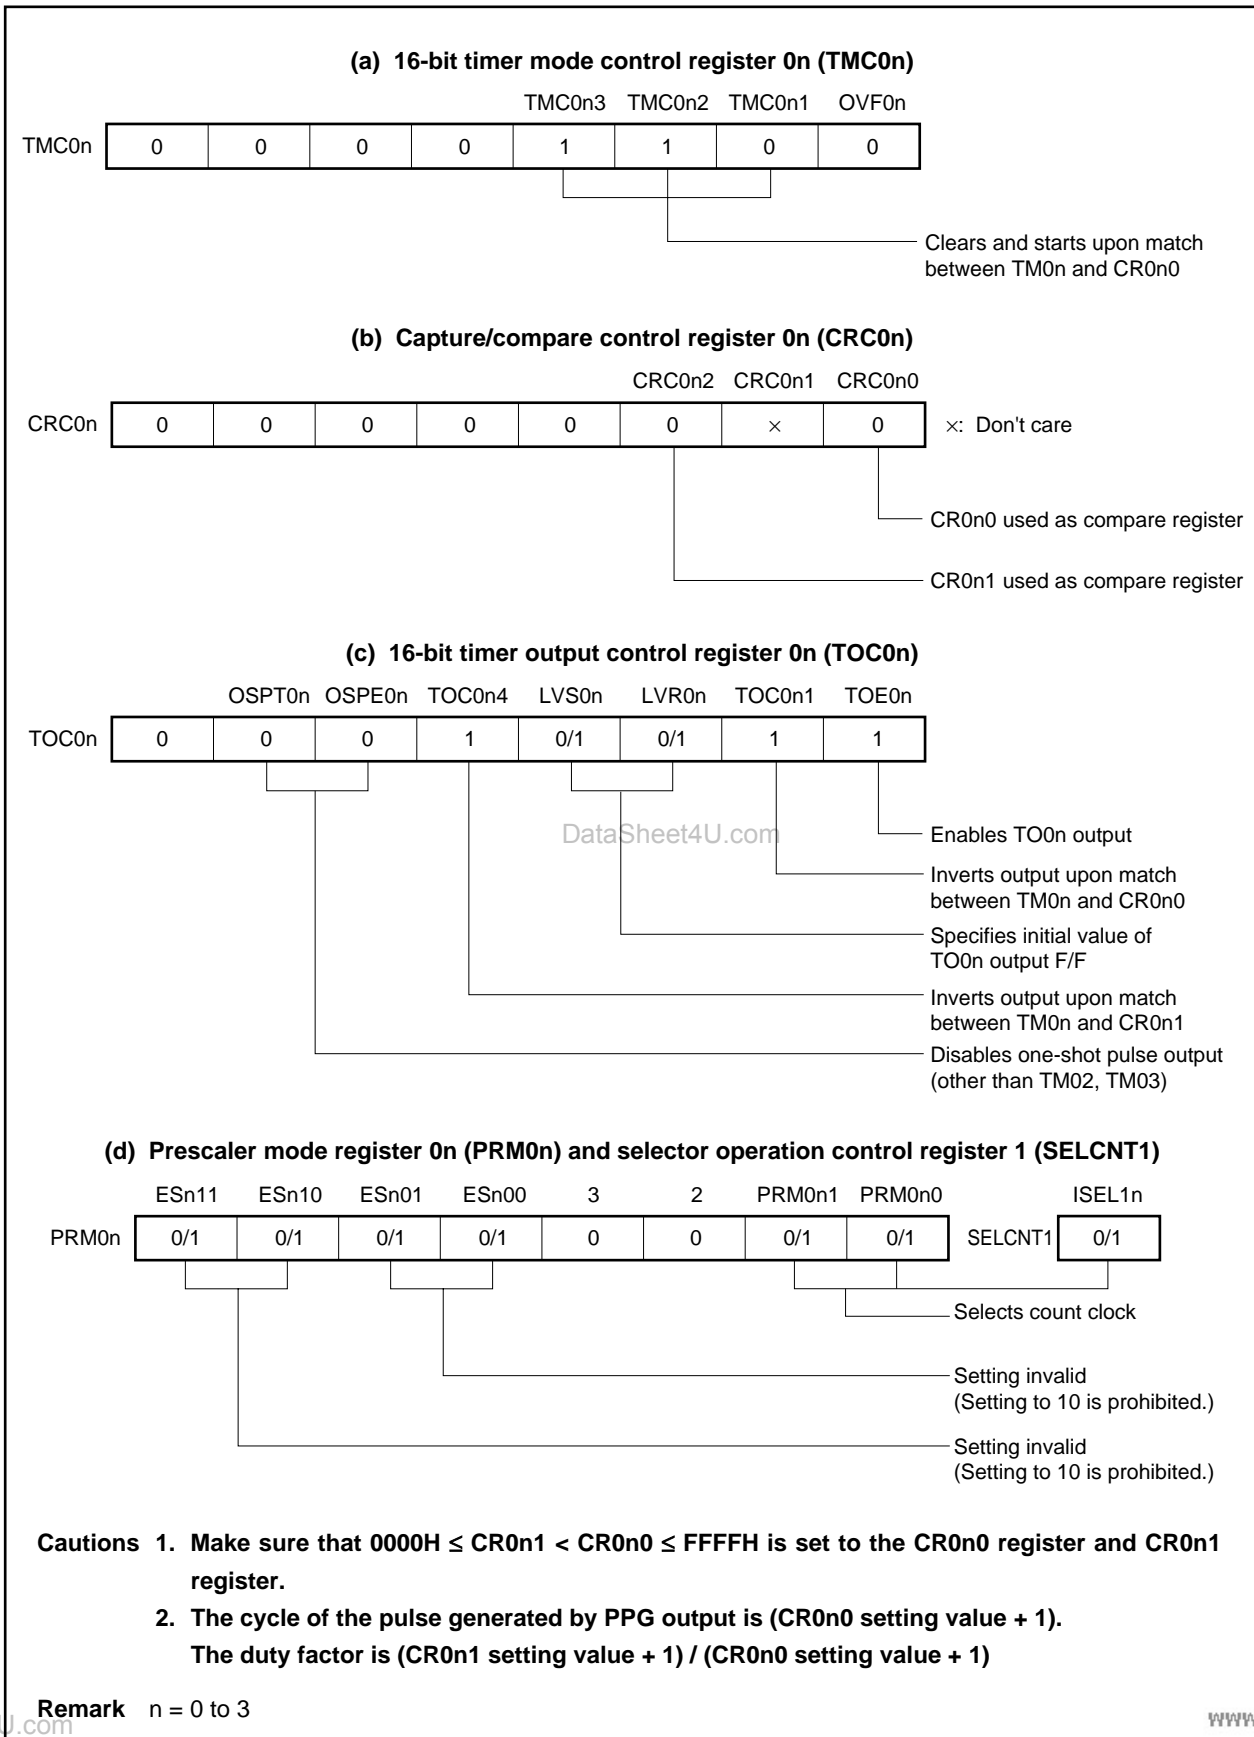 (a) 16-bit timer mode control register 0n (TMC0n)
TMC0n3 TMC0n2 TMC0n1 OVF0n
TMC0n 0 0 0 0 1 1 0 0
Clears and starts upon match
between TM0n and CR0n0
(b) Capture/compare control register 0n (CRC0n)
CRC0n2 CRC0n1 CRC0n0
CRC0n 0 0 0 0 0 0 × 0 ×: Don't care
CR0n0 used as compare register
CR0n1 used as compare register
(c) 16-bit timer output control register 0n (TOC0n)
OSPT0n OSPE0n TOC0n4 LVS0n LVR0n TOC0n1 TOE0n
TOC0n 0 0 0 1 0/1 0/1 1 1
DataSheet4U.com
Enables TO0n output
Inverts output upon match
between TM0n and CR0n0
Specifies initial value of
TO0n output F/F
Inverts output upon match
between TM0n and CR0n1
Disables one-shot pulse output
(other than TM02, TM03)
(d) Prescaler mode register 0n (PRM0n) and selector operation control register 1 (SELCNT1)
ESn11 ESn10 ESn01 ESn00 3 2 PRM0n1 PRM0n0 ISEL1n
PRM0n 0/1 0/1 0/1 0/1 0 0 0/1 0/1 SELCNT1 0/1
Selects count clock
Setting invalid
(Setting to 10 is prohibited.)
Setting invalid
(Setting to 10 is prohibited.)
Cautions 1. Make sure that 0000H ≤ CR0n1 < CR0n0 ≤ FFFFH is set to the CR0n0 register and CR0n1
register.
2. The cycle of the pulse generated by PPG output is (CR0n0 setting value + 1).
The duty factor is (CR0n1 setting value + 1) / (CR0n0 setting value + 1)
Remark n = 0 to 3
U.com
www